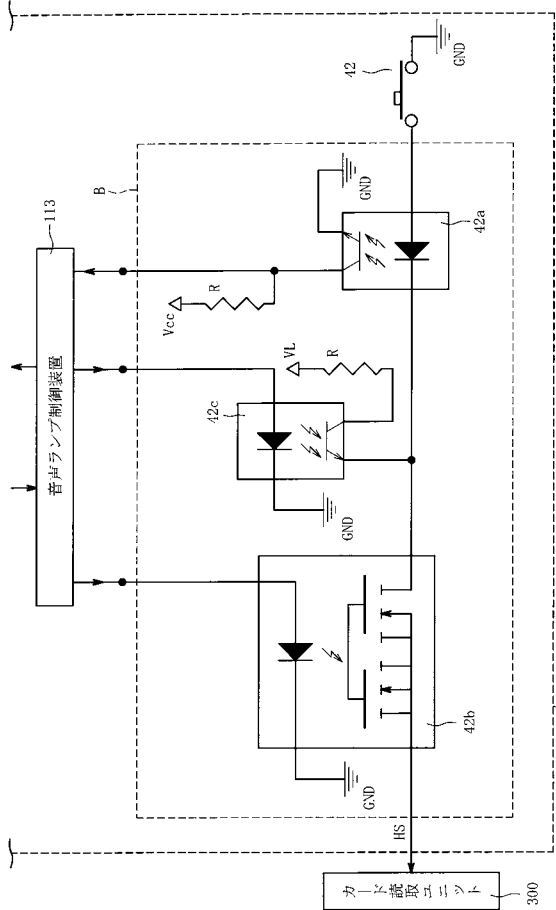 113
音声ランプ制御装置
B
42
GND
GND
42a
R
Vcc
VL
R
42c
GND
42b
GND
HS
カード読取ユニット
300